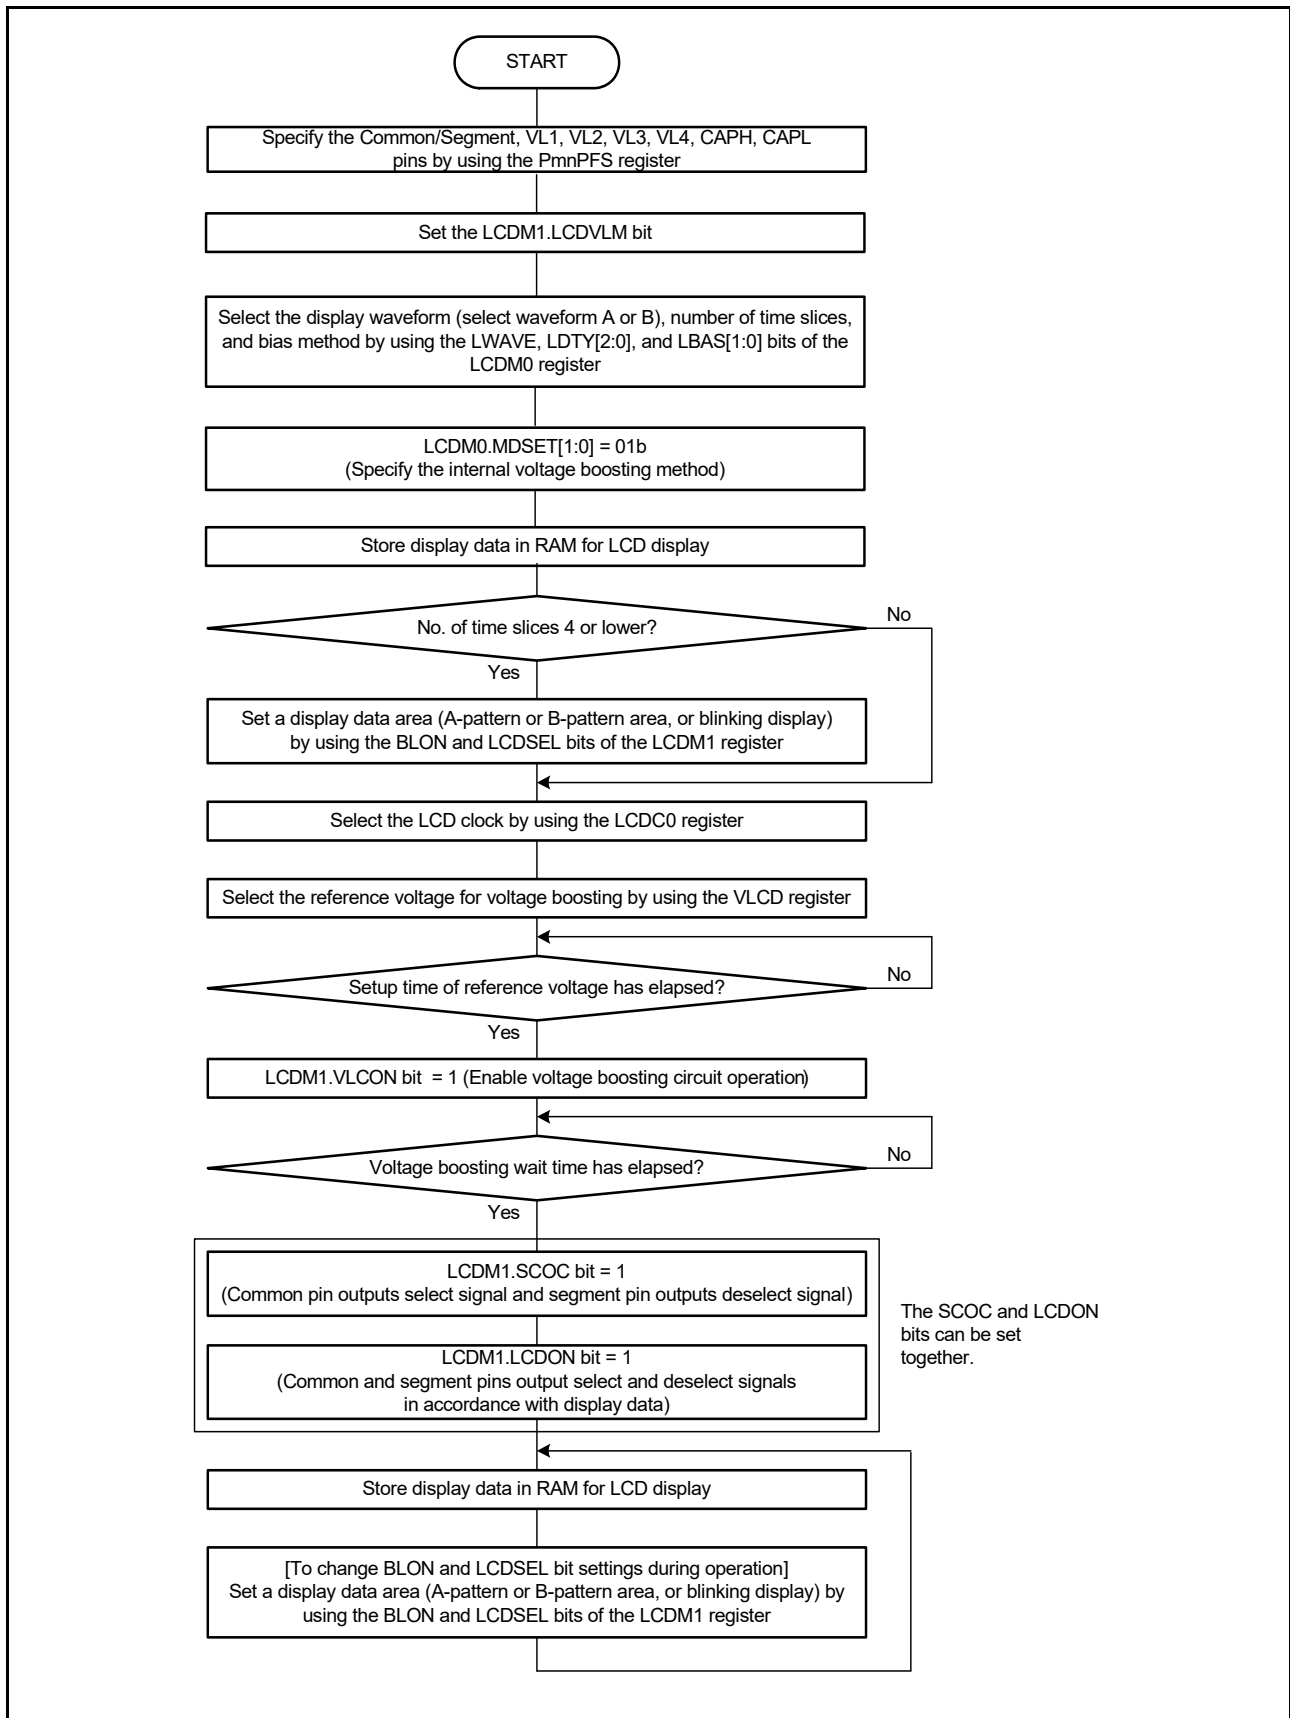 START
Specify the Common/Segment, VL1, VL2, VL3, VL4, CAPH, CAPL
pins by using the PmnPFS register
Set the LCDM1.LCDVLM bit
Select the display waveform (select waveform A or B), number of time slices,
and bias method by using the LWAVE, LDTY[2:0], and LBAS[1:0] bits of the
LCDM0 register
LCDM0.MDSET[1:0] = 01b
(Specify the internal voltage boosting method)
Store display data in RAM for LCD display
No. of time slices 4 or lower?
No
Yes
Set a display data area (A-pattern or B-pattern area, or blinking display)
by using the BLON and LCDSEL bits of the LCDM1 register
Select the LCD clock by using the LCDC0 register
Select the reference voltage for voltage boosting by using the VLCD register
Setup time of reference voltage has elapsed?
No
Yes
LCDM1.VLCON bit = 1 (Enable voltage boosting circuit operation)
Voltage boosting wait time has elapsed?
No
Yes
LCDM1.SCOC bit = 1
(Common pin outputs select signal and segment pin outputs deselect signal)
LCDM1.LCDON bit = 1
(Common and segment pins output select and deselect signals
in accordance with display data)
The SCOC and LCDON
bits can be set
together.
Store display data in RAM for LCD display
[To change BLON and LCDSEL bit settings during operation]
Set a display data area (A-pattern or B-pattern area, or blinking display) by
using the BLON and LCDSEL bits of the LCDM1 register